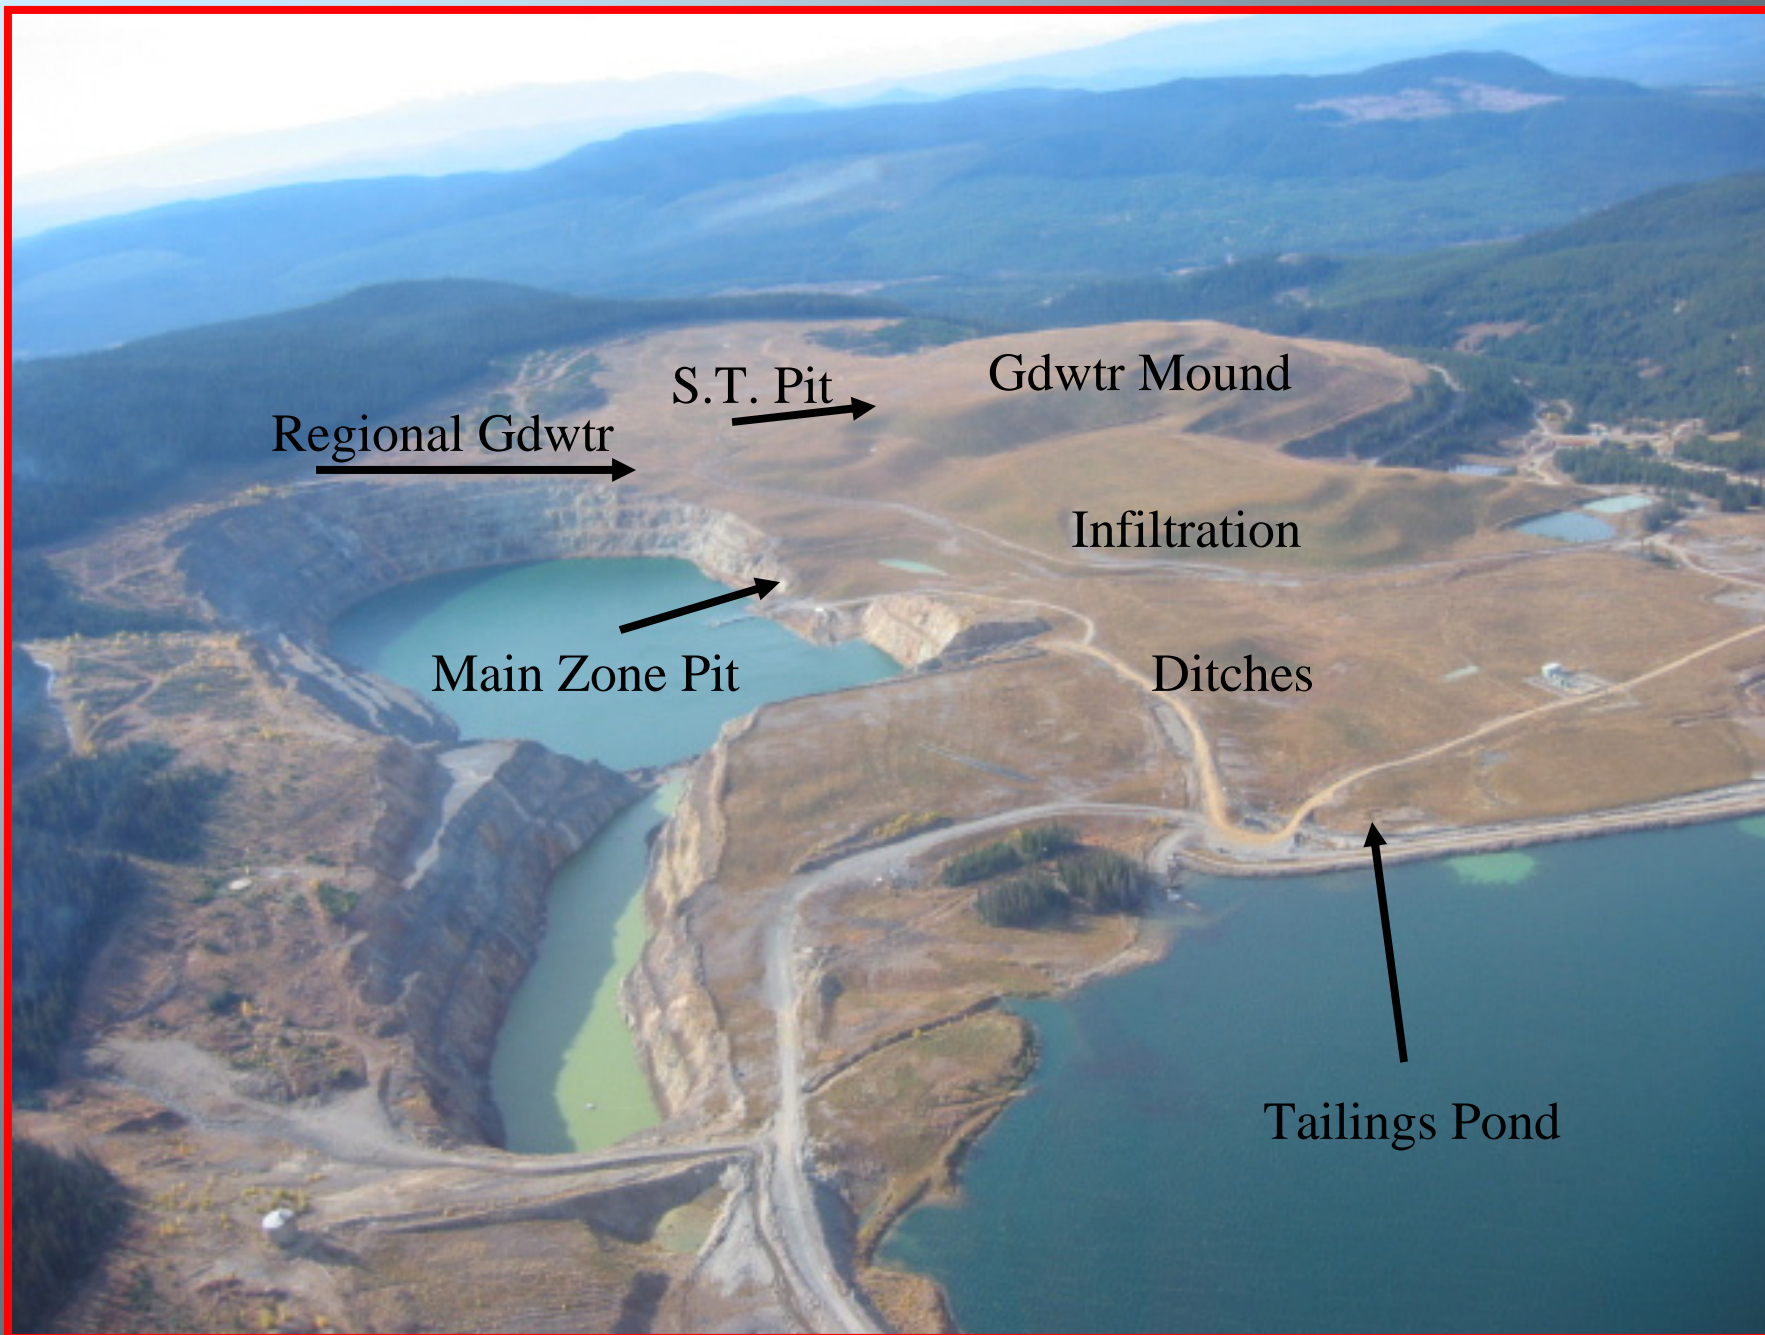 S.T. Pit
Gdwtr Mound
Regional Gdwtr
Infiltration
Main Zone Pit
Ditches
Tailings Pond